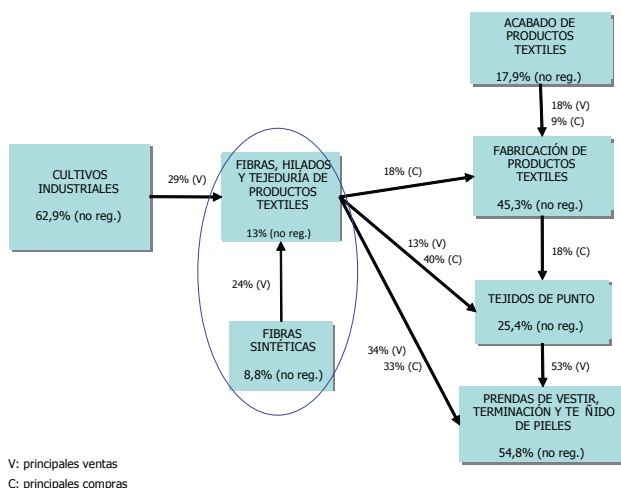 ACABADO DE
PRODUCTOS
TEXTILES
17,9% (no reg.)
18% (V)
9% (C)
CULTIVOS
INDUSTRIALES
62,9% (no reg.)
29% (V)
FIBRAS, HILADOS
Y TEJEDURÍA DE
PRODUCTOS
TEXTILES
13% (no reg.)
18% (C)
FABRICACIÓN DE
PRODUCTOS
TEXTILES
45,3% (no reg.)
13% (V)
40% (C)
18% (C)
24% (V)
TEJIDOS DE PUNTO
25,4% (no reg.)
FIBRAS
SINTÉTICAS
8,8% (no reg.)
34% (V)
33% (C)
53% (V)
PRENDAS DE VESTIR,
TERMINACIÓN Y TE ÑIDO
DE PIELES
54,8% (no reg.)
V: principales ventas
C: principales compras